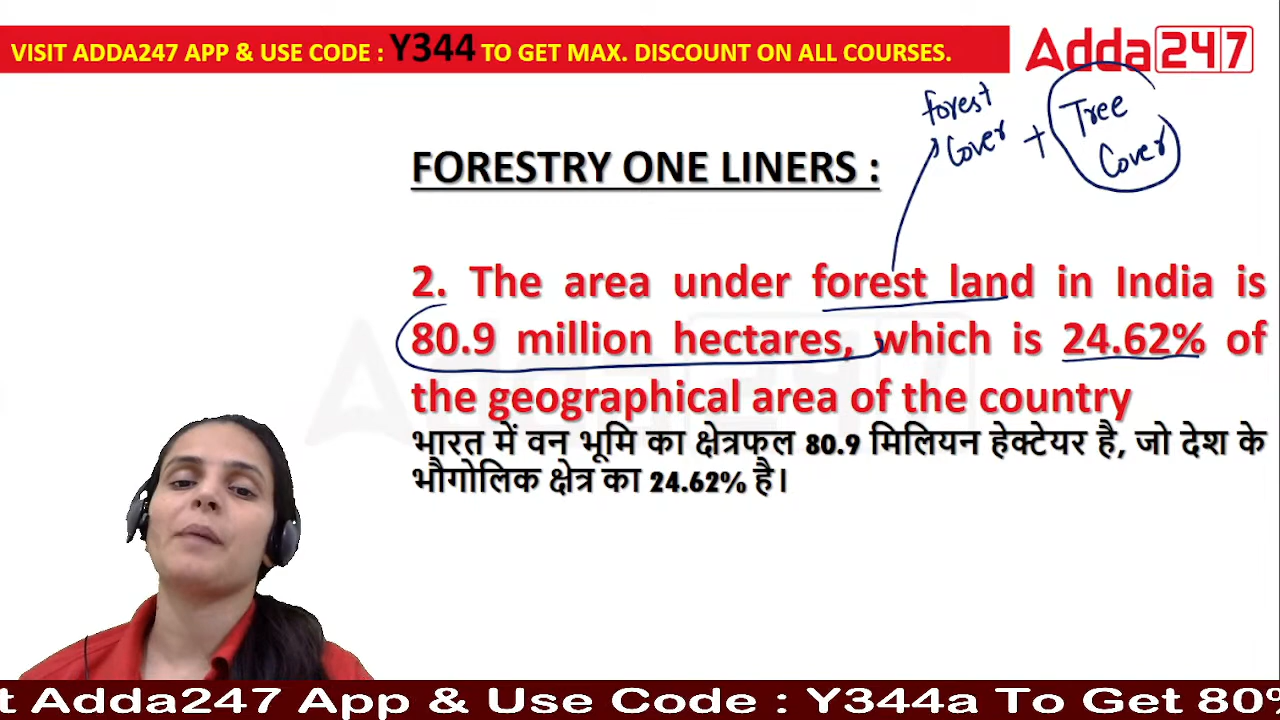 VISIT ADDA247 APP & USE CODE : Y344 TO GET MAX. DISCOUNT ON ALL COURSES.
Adda247
forest
Cover + Tree
Cover
FORESTRY ONE LINERS :
2. The area under forest land in India is
80.9 million hectares, which is 24.62% of
the geographical area of the country
भारत में वन भूमि का क्षेत्रफल 80.9 मिलियन हेक्टेयर है, जो देश के
भौगोलिक क्षेत्र का 24.62% है।
t Adda247 App & Use Code : Y344a To Get 80%